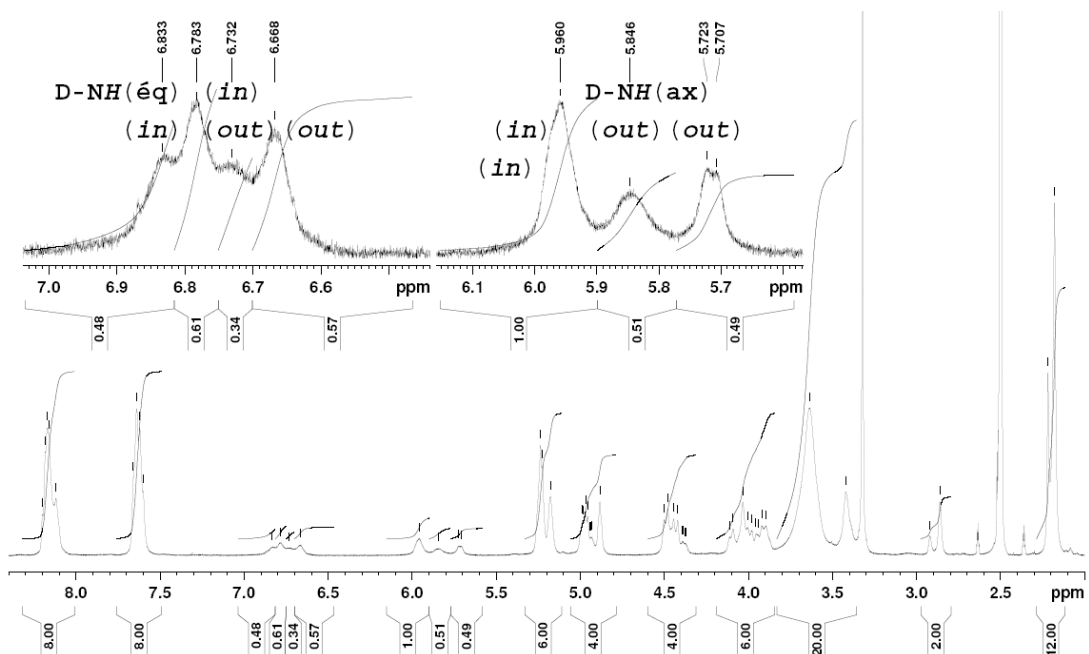 6.833
6.783
6.732
6.668
5.960
5.846
5.723
5.707
D-NH(éq) (in)
(in) (out) (out)
D-NH(ax)
(in) (out) (out)
(in)
7.0 6.9 6.8 6.7 6.6 ppm
6.1 6.0 5.9 5.8 5.7 ppm
0.48 0.61 0.34 0.57
1.00 0.51 0.49
8.0 7.5 7.0 6.5 6.0 5.5 5.0 4.5 4.0 3.5 3.0 2.5 ppm
8.00 8.00 0.48 0.61 0.34 0.57 1.00 0.51 0.49 6.00 4.00 4.00 6.00 20.00 2.00 12.00